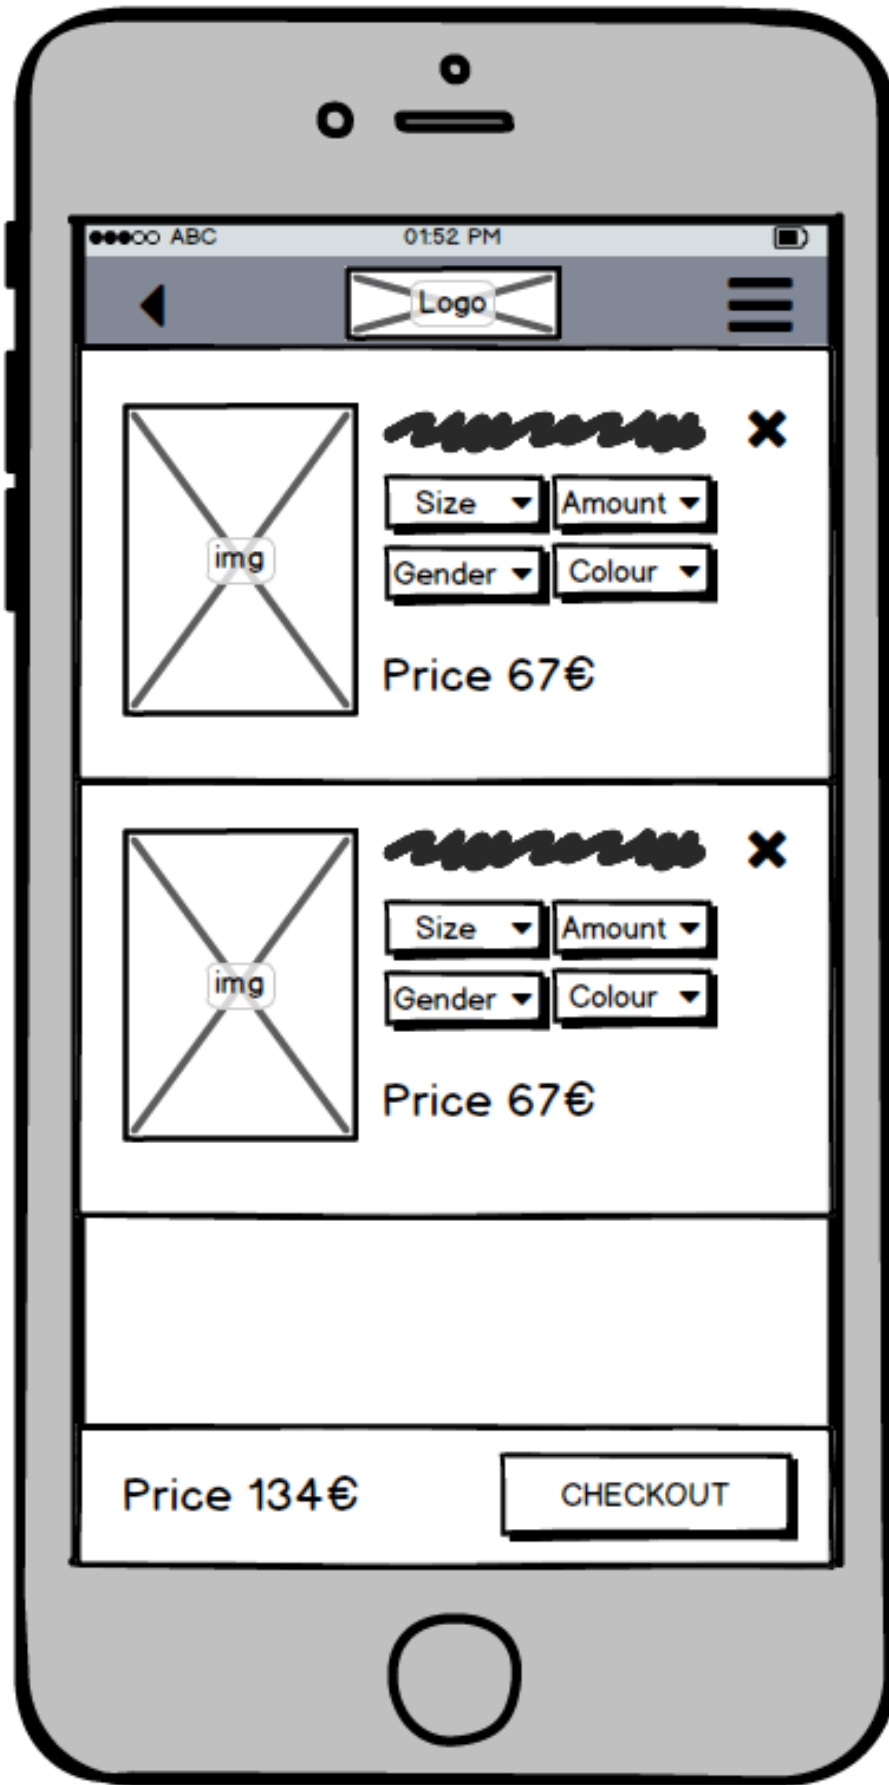 ABC 01:52 PM
Logo
img
Size Amount
Gender Colour
Price 67€
img
Size Amount
Gender Colour
Price 67€
Price 134€ CHECKOUT